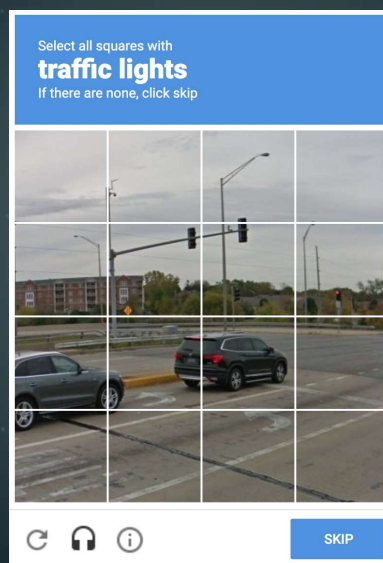 Select all squares with
traffic lights
If there are none, click skip
SKIP